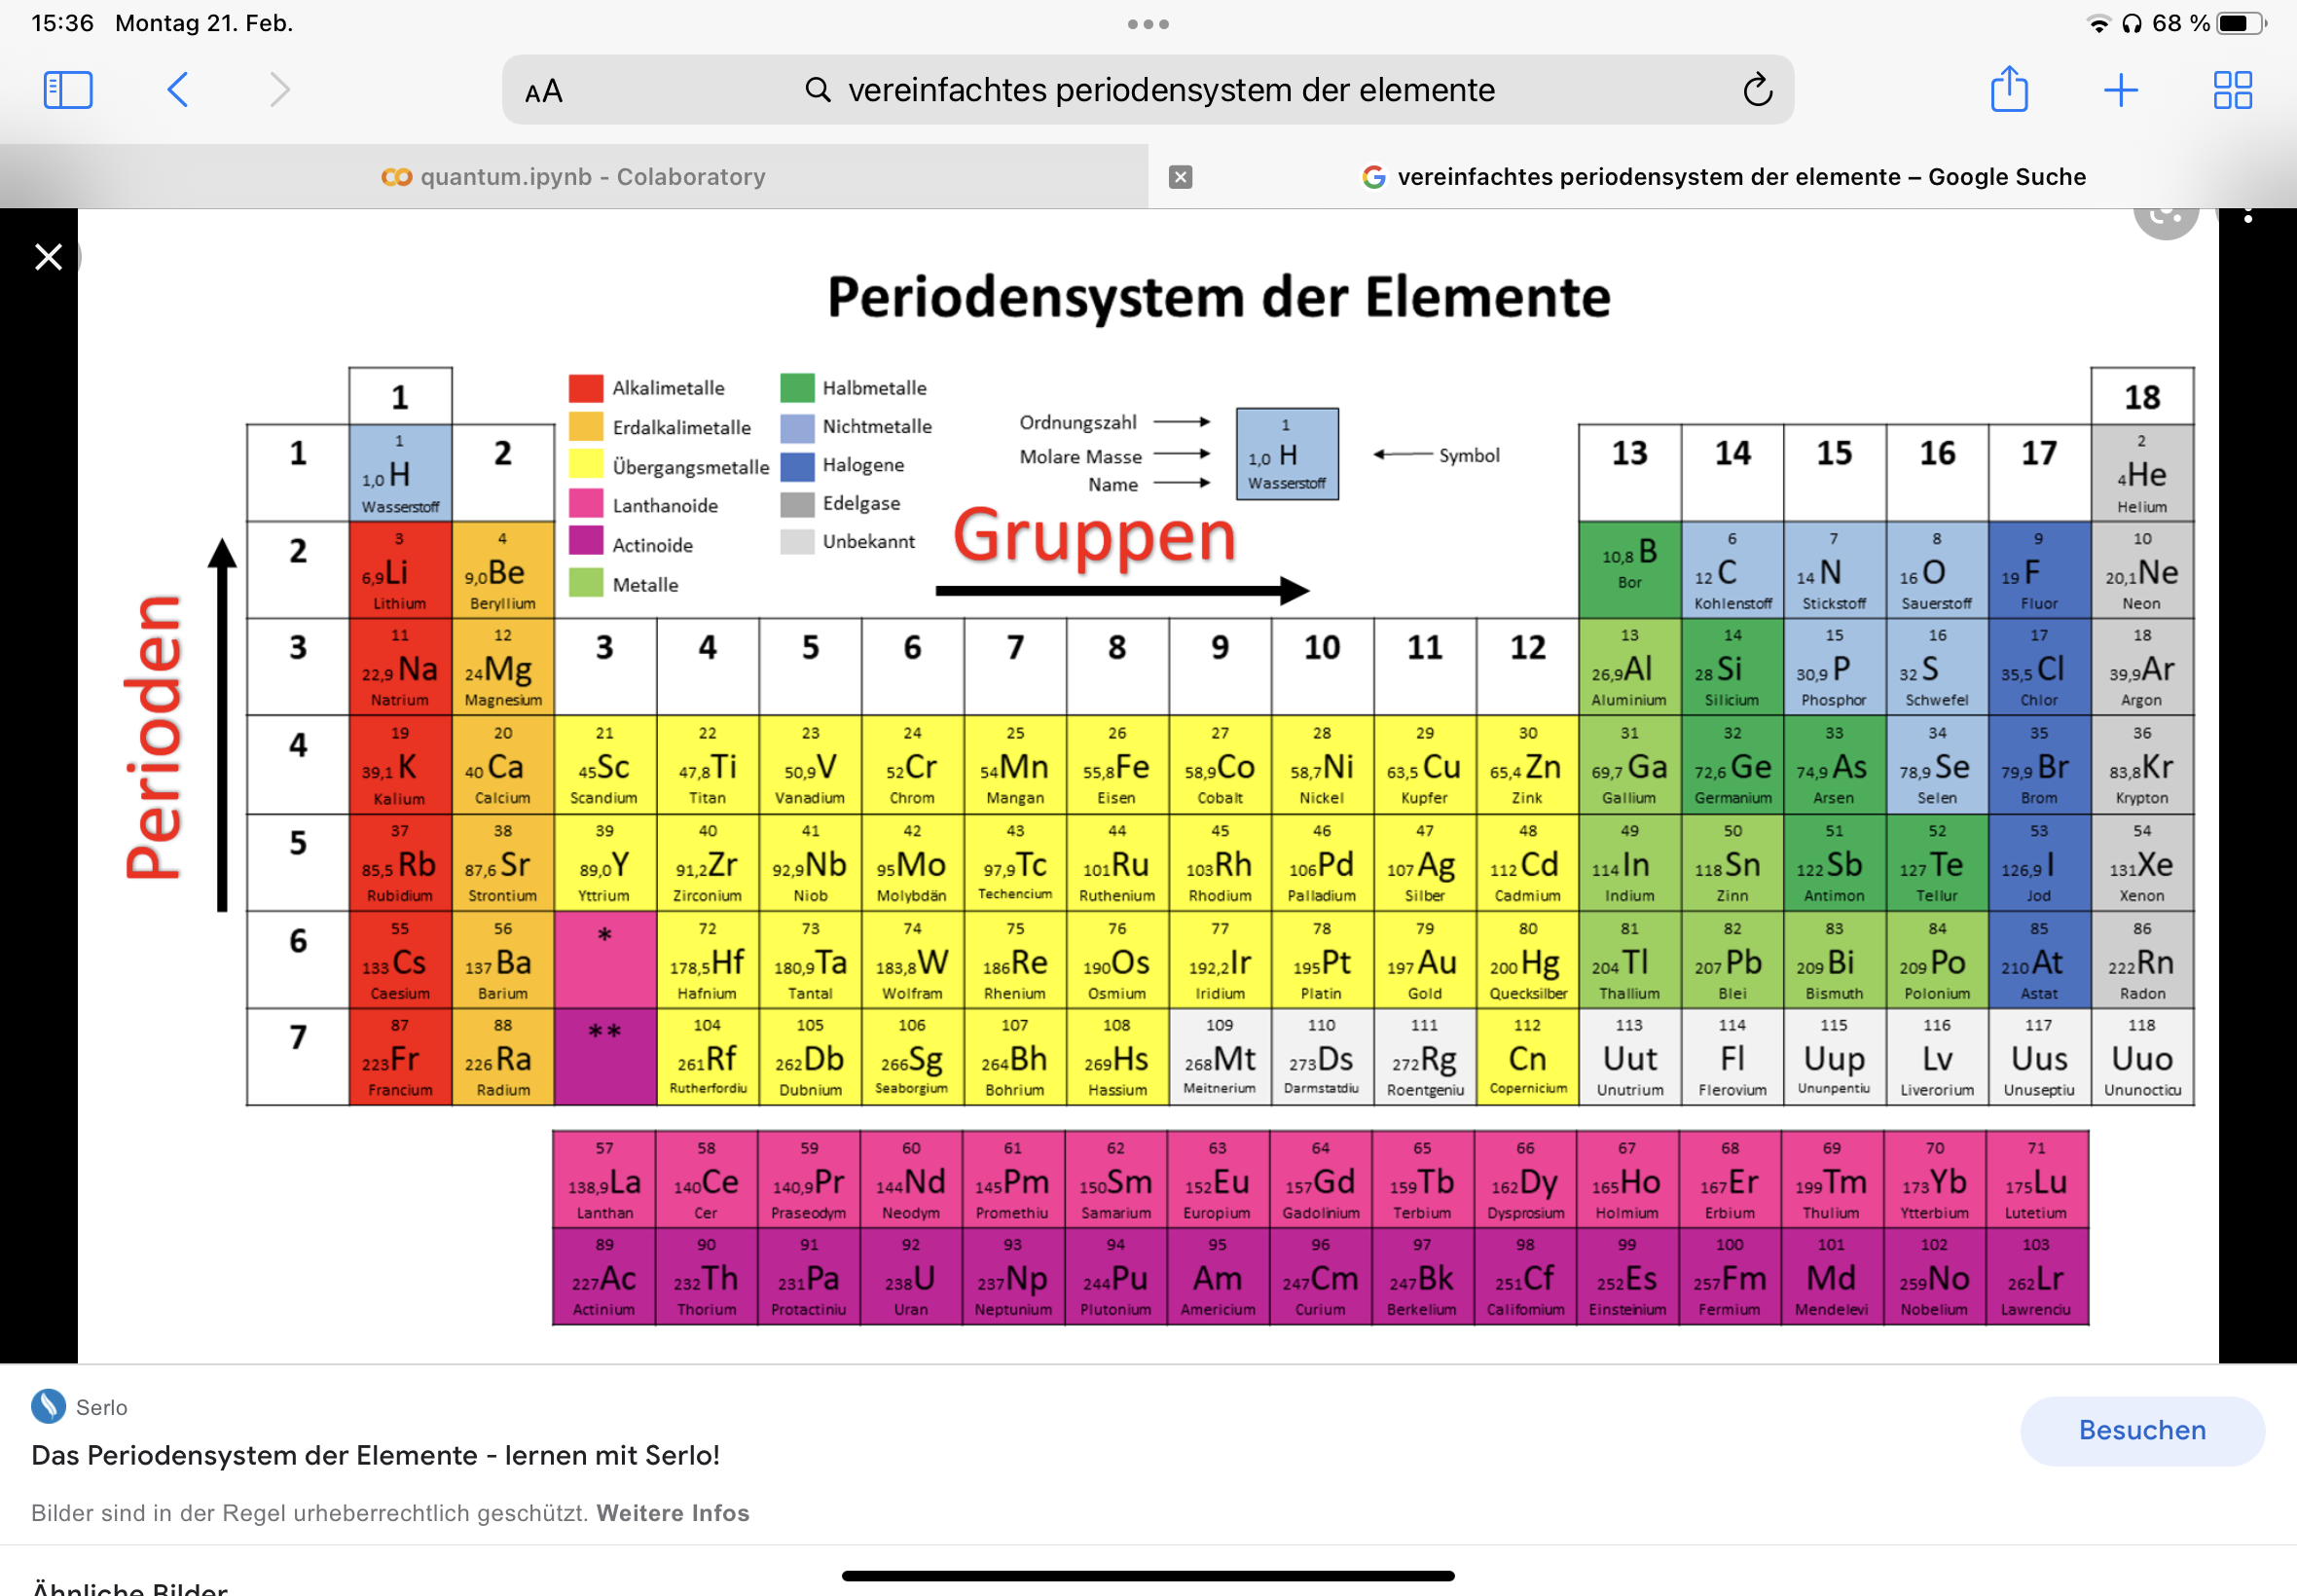 15:36 Montag 21. Feb.
68 %
AA vereinfachtes periodensystem der elemente
quantum.ipynb - Colaboratory
vereinfachtes periodensystem der elemente – Google Suche
Periodensystem der Elemente
Alkalimetalle
Erdalkalimetalle
Übergangsmetalle
Lanthanoide
Actinoide
Metalle
Halbmetalle
Nichtmetalle
Halogene
Edelgase
Unbekannt
Ordnungszahl
Molare Masse
Name
1
1,0 H
Wasserstoff
Symbol
Gruppen
Perioden
1 18
1 2 13 14 15 16 17
1 2
1,0 H 4 He
Wasserstoff Helium
2
3 4 6 7 8 9 10
6,9 Li 9,0 Be 10,8 B 12 C 14 N 16 O 19 F 20,1 Ne
Lithium Beryllium Bor Kohlenstoff Stickstoff Sauerstoff Fluor Neon
3 3 4 5 6 7 8 9 10 11 12
11 12 13 14 15 16 17 18
22,9 Na 24 Mg 26,9 Al 28 Si 30,9 P 32 S 35,5 Cl 39,9 Ar
Natrium Magnesium Aluminium Silicium Phosphor Schwefel Chlor Argon
4
19 20 21 22 23 24 25 26 27 28 29 30 31 32 33 34 35 36
39,1 K 40 Ca 45 Sc 47,8 Ti 50,9 V 52 Cr 54 Mn 55,8 Fe 58,9 Co 58,7 Ni 63,5 Cu 65,4 Zn 69,7 Ga 72,6 Ge 74,9 As 78,9 Se 79,9 Br 83,8 Kr
Kalium Calcium Scandium Titan Vanadium Chrom Mangan Eisen Cobalt Nickel Kupfer Zink Gallium Germanium Arsen Selen Brom Krypton
5
37 38 39 40 41 42 43 44 45 46 47 48 49 50 51 52 53 54
85,5 Rb 87,6 Sr 89,0 Y 91,2 Zr 92,9 Nb 95 Mo 97,9 Tc 101 Ru 103 Rh 106 Pd 107 Ag 112 Cd 114 In 118 Sn 122 Sb 127 Te 126,9 I 131 Xe
Rubidium Strontium Yttrium Zirconium Niob Molybdän Techencium Ruthenium Rhodium Palladium Silber Cadmium Indium Zinn Antimon Tellur Jod Xenon
6
55 56 * 72 73 74 75 76 77 78 79 80 81 82 83 84 85 86
133 Cs 137 Ba 178,5 Hf 180,9 Ta 183,8 W 186 Re 190 Os 192,2 Ir 195 Pt 197 Au 200 Hg 204 Tl 207 Pb 209 Bi 209 Po 210 At 222 Rn
Caesium Barium Hafnium Tantal Wolfram Rhenium Osmium Iridium Platin Gold Quecksilber Thallium Blei Bismuth Polonium Astat Radon
7
87 88 ** 104 105 106 107 108 109 110 111 112 113 114 115 116 117 118
223 Fr 226 Ra 261 Rf 262 Db 266 Sg 264 Bh 269 Hs 268 Mt 273 Ds 272 Rg Cn Uut Fl Uup Lv Uus Uuo
Francium Radium Rutherfordiu Dubnium Seaborgium Bohrium Hassium Meitnerium Darmstatdiu Roentgeniu Copernicium Unutrium Flerovium Ununpentiu Liverorium Unuseptiu Ununocticu
57 58 59 60 61 62 63 64 65 66 67 68 69 70 71
138,9 La 140 Ce 140,9 Pr 144 Nd 145 Pm 150 Sm 152 Eu 157 Gd 159 Tb 162 Dy 165 Ho 167 Er 199 Tm 173 Yb 175 Lu
Lanthan Cer Praseodym Neodym Promethiu Samarium Europium Gadolinium Terbium Dysprosium Holmium Erbium Thulium Ytterbium Lutetium
89 90 91 92 93 94 95 96 97 98 99 100 101 102 103
227 Ac 232 Th 231 Pa 238 U 237 Np 244 Pu Am 247 Cm 247 Bk 251 Cf 252 Es 257 Fm Md 259 No 262 Lr
Actinium Thorium Protactiniu Uran Neptunium Plutonium Americium Curium Berkelium Californium Einsteinium Fermium Mendelevi Nobelium Lawrenciu
Serlo
Das Periodensystem der Elemente - lernen mit Serlo!
Besuchen
Bilder sind in der Regel urheberrechtlich geschützt. Weitere Infos
Ähnliche Bilder